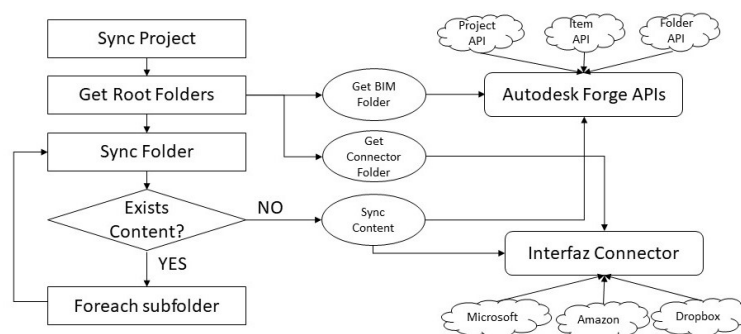 Sync Project
Get Root Folders
Sync Folder
Exists
Content?
NO
YES
Foreach subfolder
Get BIM
Folder
Get
Connector
Folder
Sync
Content
Project
API
Item
API
Folder
API
Autodesk Forge APIs
Interfaz Connector
Microsoft
Amazon
Dropbox